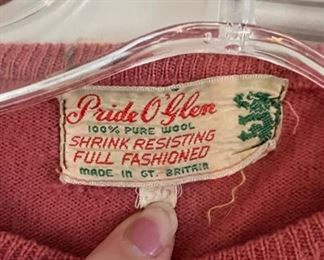 Pride O'Glen
100% PURE WOOL
SHRINK RESISTING
FULL FASHIONED
MADE IN GT. BRITAIN